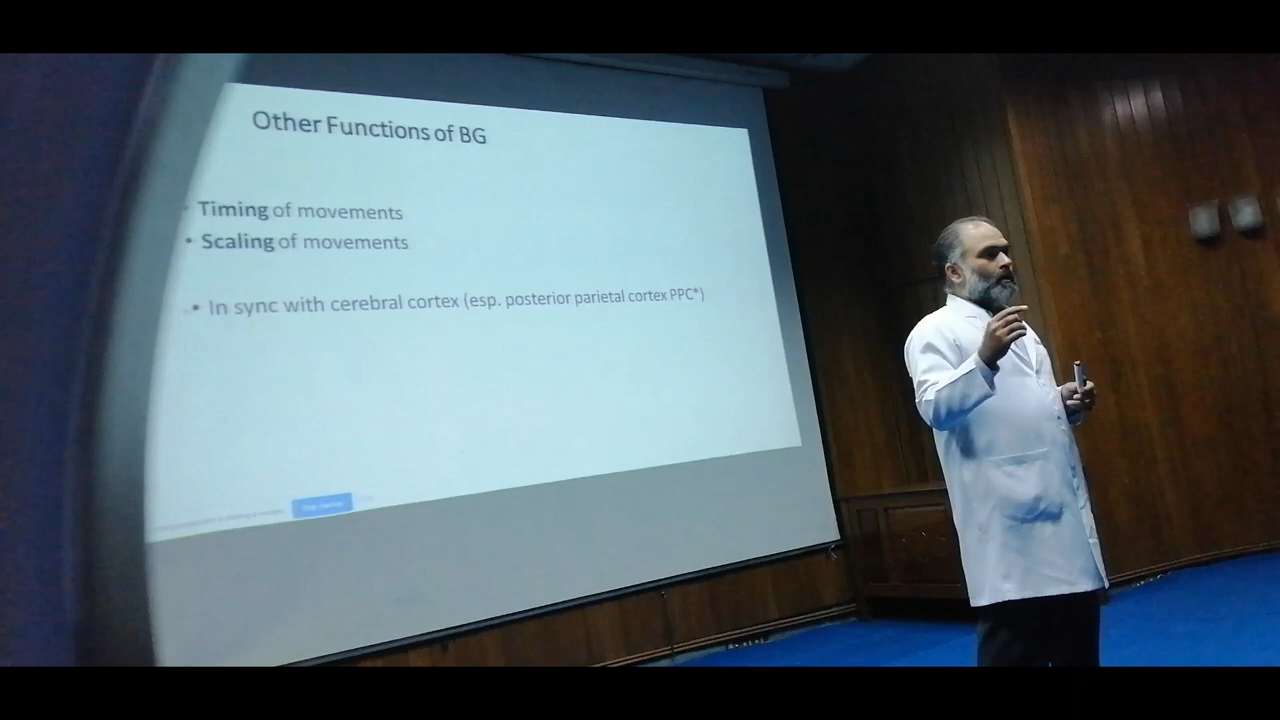 Other Functions of BG
• Timing of movements
• Scaling of movements
• In sync with cerebral cortex (esp. posterior parietal cortex PPC*)